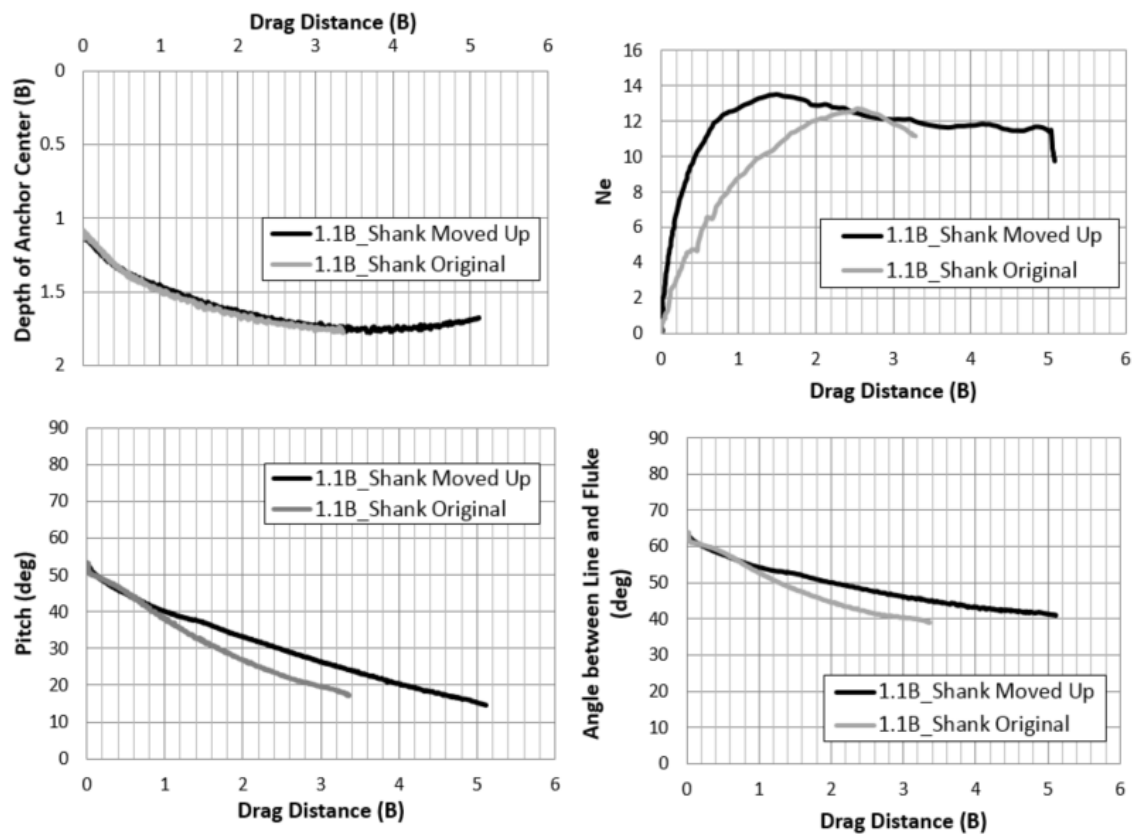 Drag Distance (B)
0 1 2 3 4 5 6
0
0.5
1
1.5
2
Depth of Anchor Center (B)
1.1B_Shank Moved Up
1.1B_Shank Original
16
14
12
10
8
6
4
2
0
Ne
1.1B_Shank Moved Up
1.1B_Shank Original
0 1 2 3 4 5 6
Drag Distance (B)
90
80
70
60
50
40
30
20
10
0
Pitch (deg)
1.1B_Shank Moved Up
1.1B_Shank Original
0 1 2 3 4 5 6
Drag Distance (B)
90
80
70
60
50
40
30
20
10
0
Angle between Line and Fluke
(deg)
1.1B_Shank Moved Up
1.1B_Shank Original
0 1 2 3 4 5 6
Drag Distance (B)